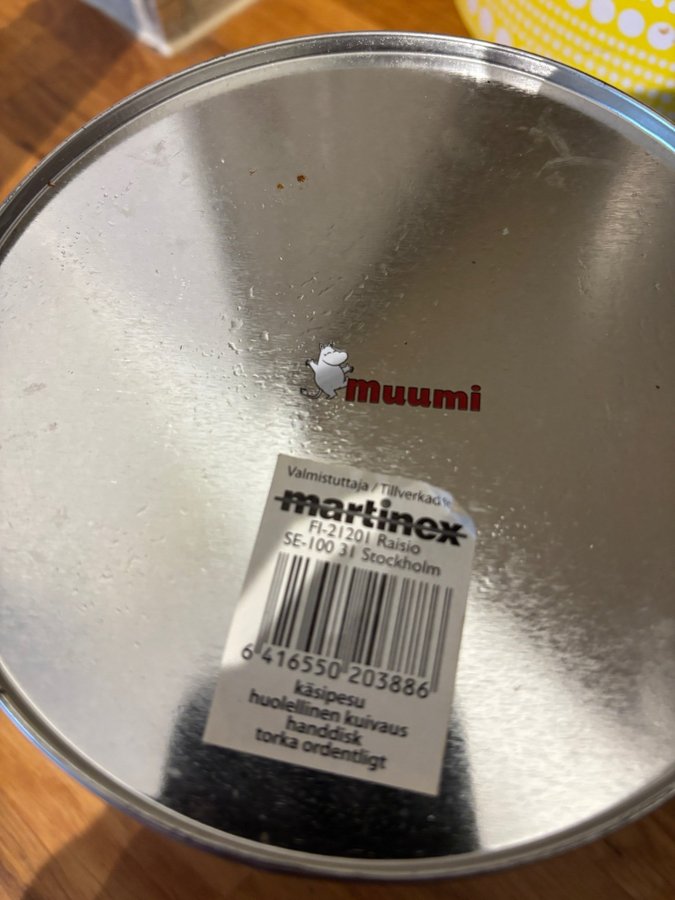 muumi
Valmistuttaja / Tillverkade
martinex
FI-21201 Raisio
SE-100 31 Stockholm
6 416550 203886
käsipesu
huolellinen kuivaus
handdisk
torka ordentligt